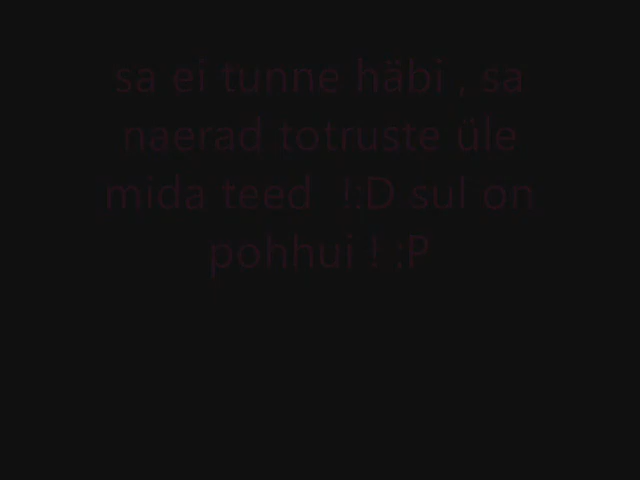 sa ei tunne häbi , sa
naerad totruste üle
mida teed  !:D sul on
pohhui ! :P